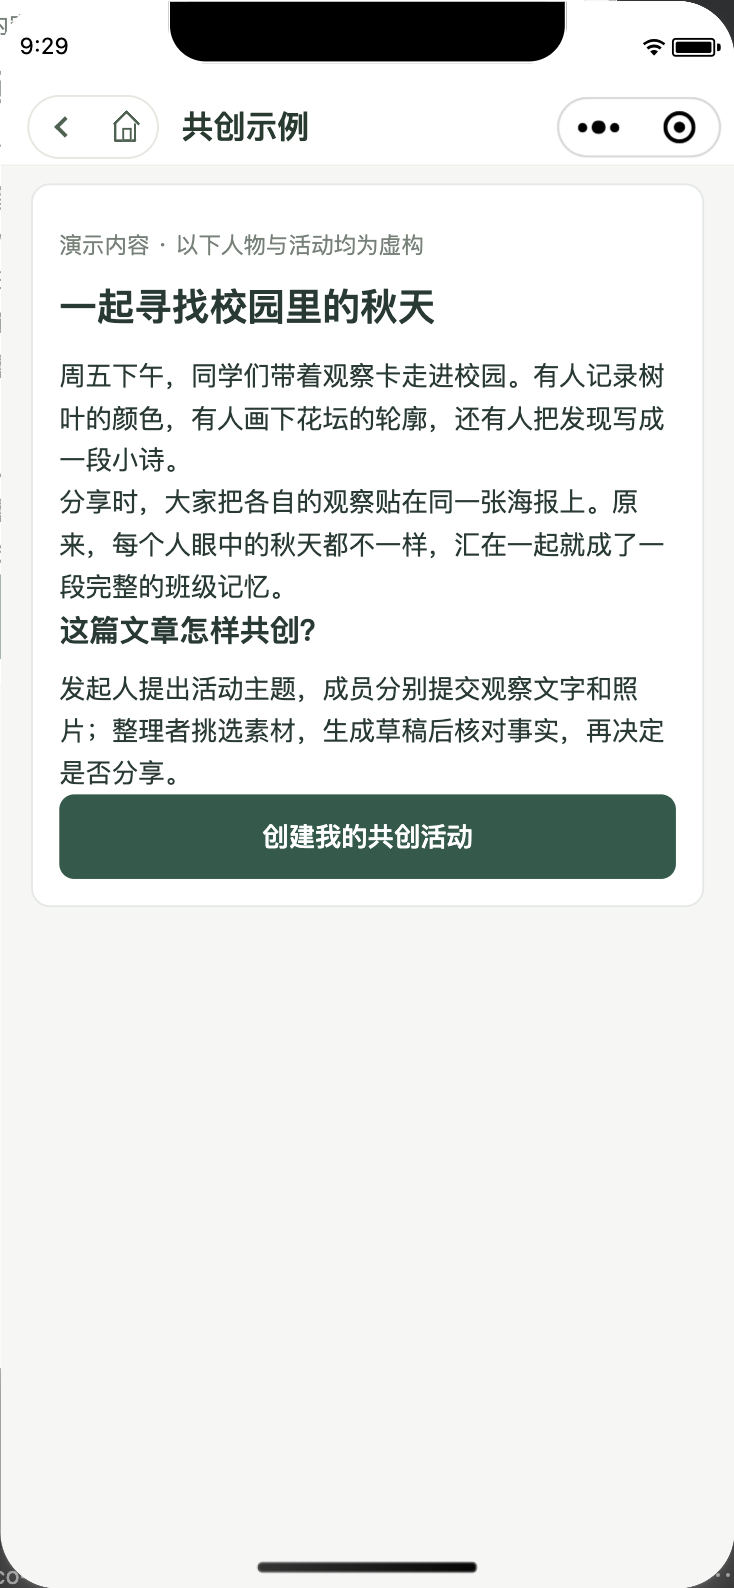 9:29
共创示例
演示内容 · 以下人物与活动均为虚构
一起寻找校园里的秋天
周五下午，同学们带着观察卡走进校园。有人记录树
叶的颜色，有人画下花坛的轮廓，还有人把发现写成
一段小诗。
分享时，大家把各自的观察贴在同一张海报上。原
来，每个人眼中的秋天都不一样，汇在一起就成了一
段完整的班级记忆。
这篇文章怎样共创？
发起人提出活动主题，成员分别提交观察文字和照
片；整理者挑选素材，生成草稿后核对事实，再决定
是否分享。
创建我的共创活动